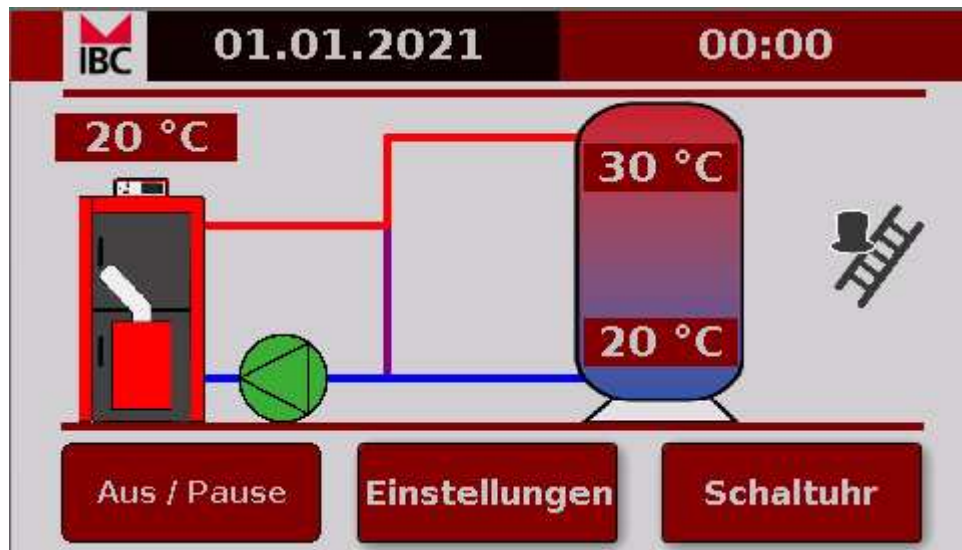 IBC
01.01.2021
00:00
20 °C
30 °C
20 °C
Aus / Pause
Einstellungen
Schaltuhr